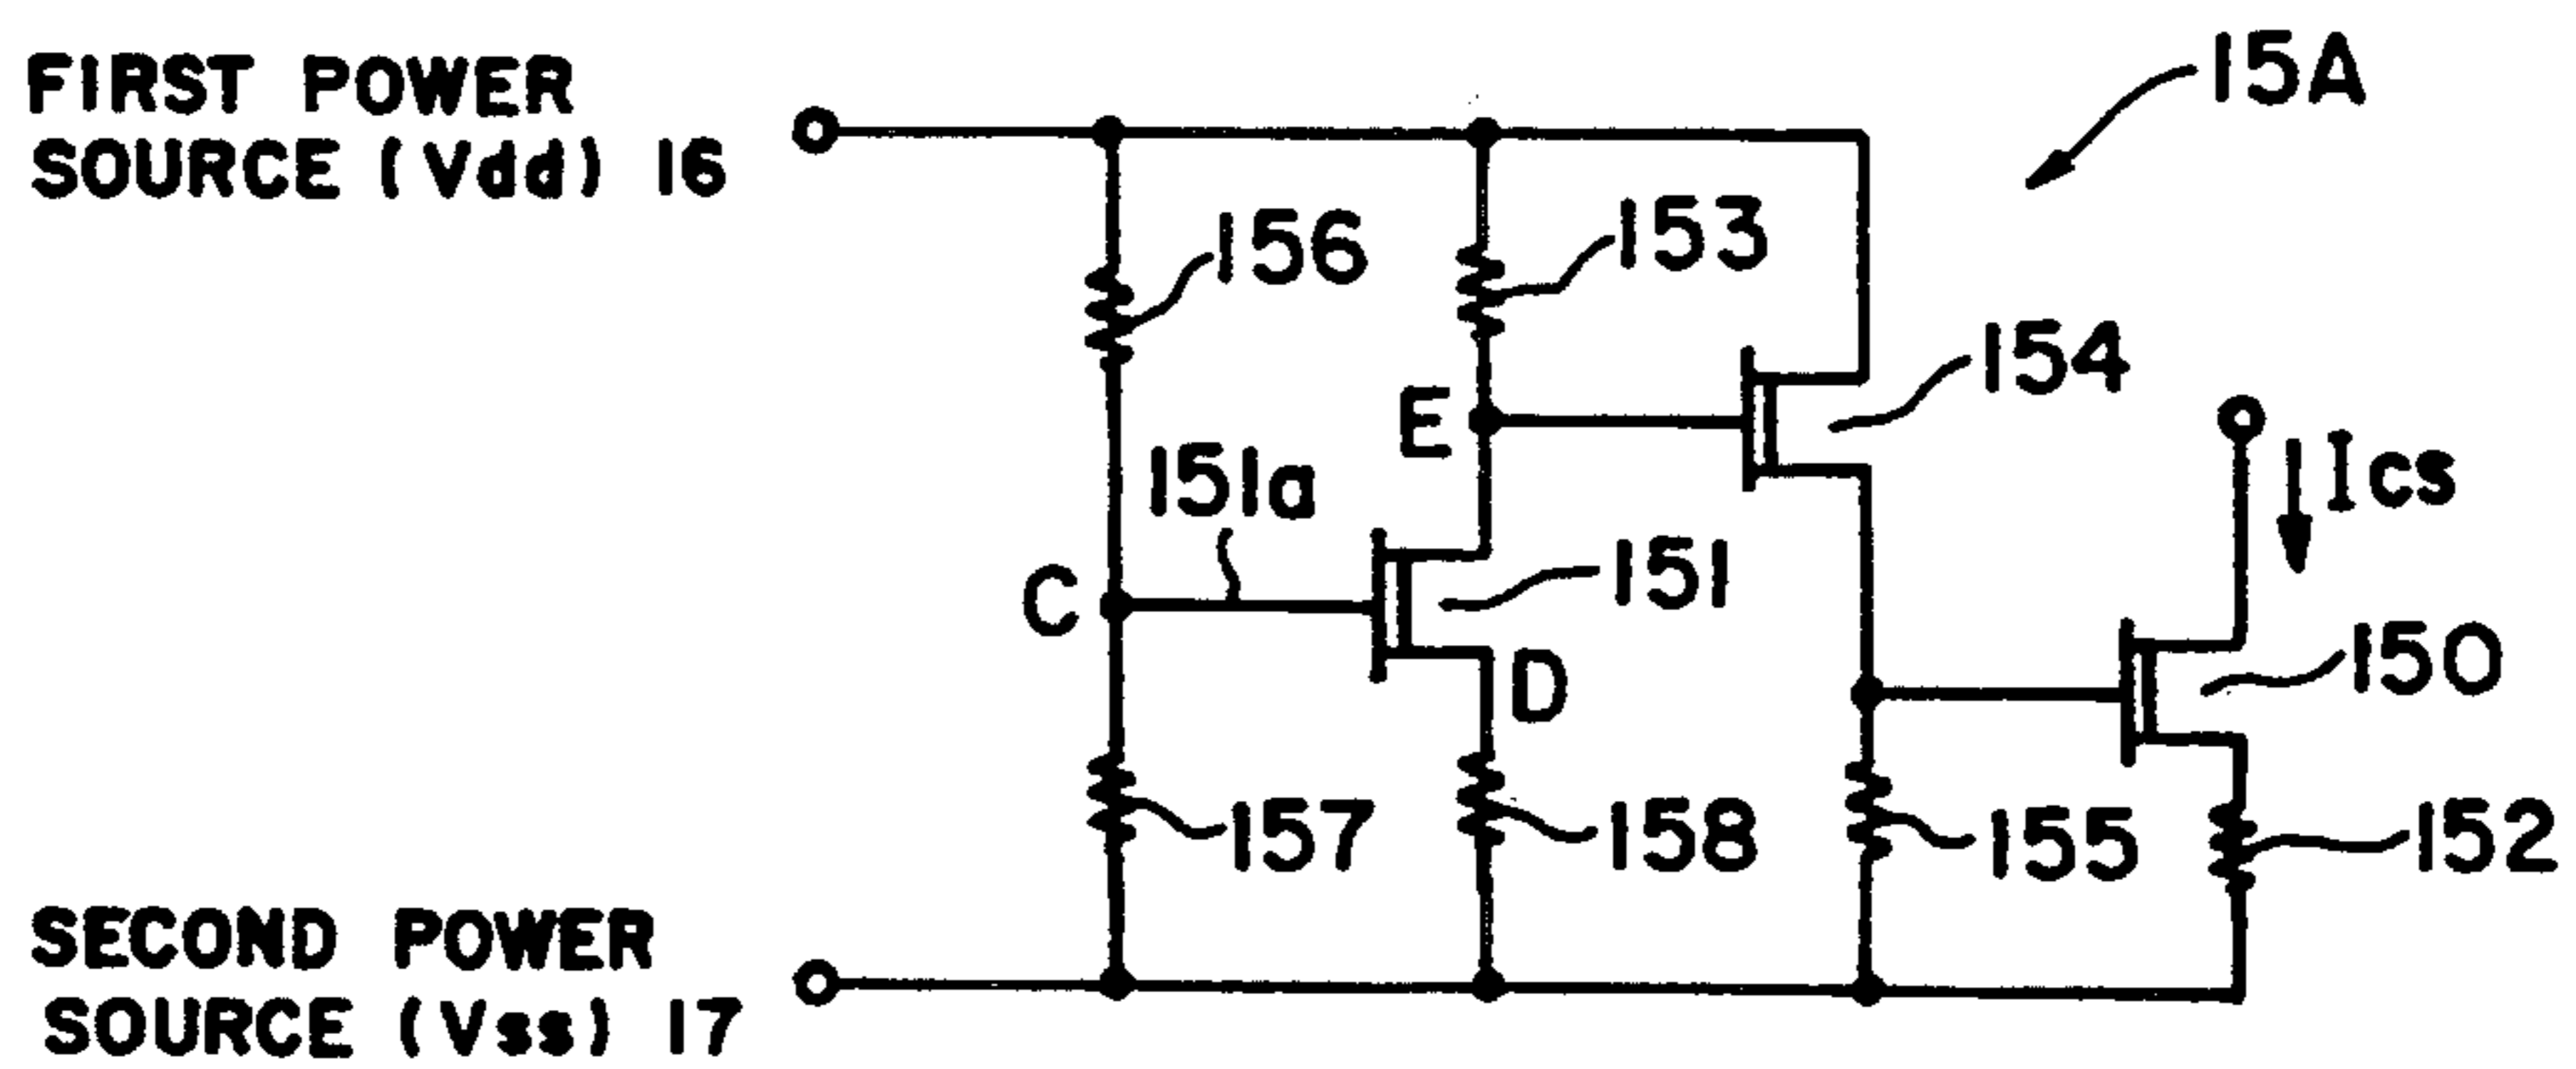 FIRST POWER
SOURCE (Vdd) 16
15A
156
153
154
E
Ics
151a
C
151
D
150
157
158
155
152
SECOND POWER
SOURCE (Vss) 17